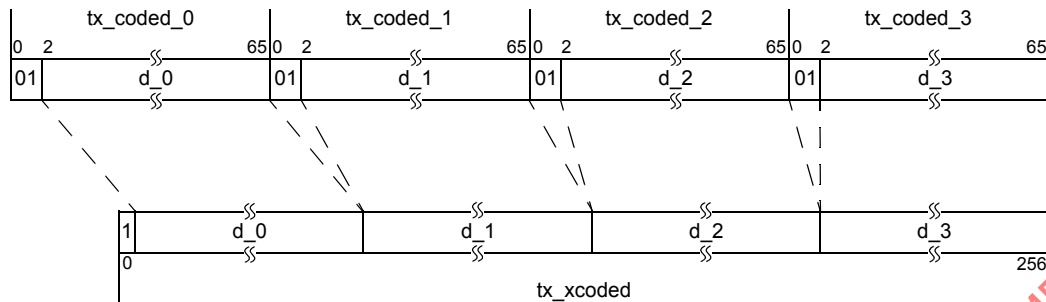 tx_coded_0 tx_coded_1 tx_coded_2 tx_coded_3
0 2 65 0 2 65 0 2 65 0 2 65
01 d_0 01 d_1 01 d_2 01 d_3
1 d_0 d_1 d_2 d_3
0 256
tx_xcoded